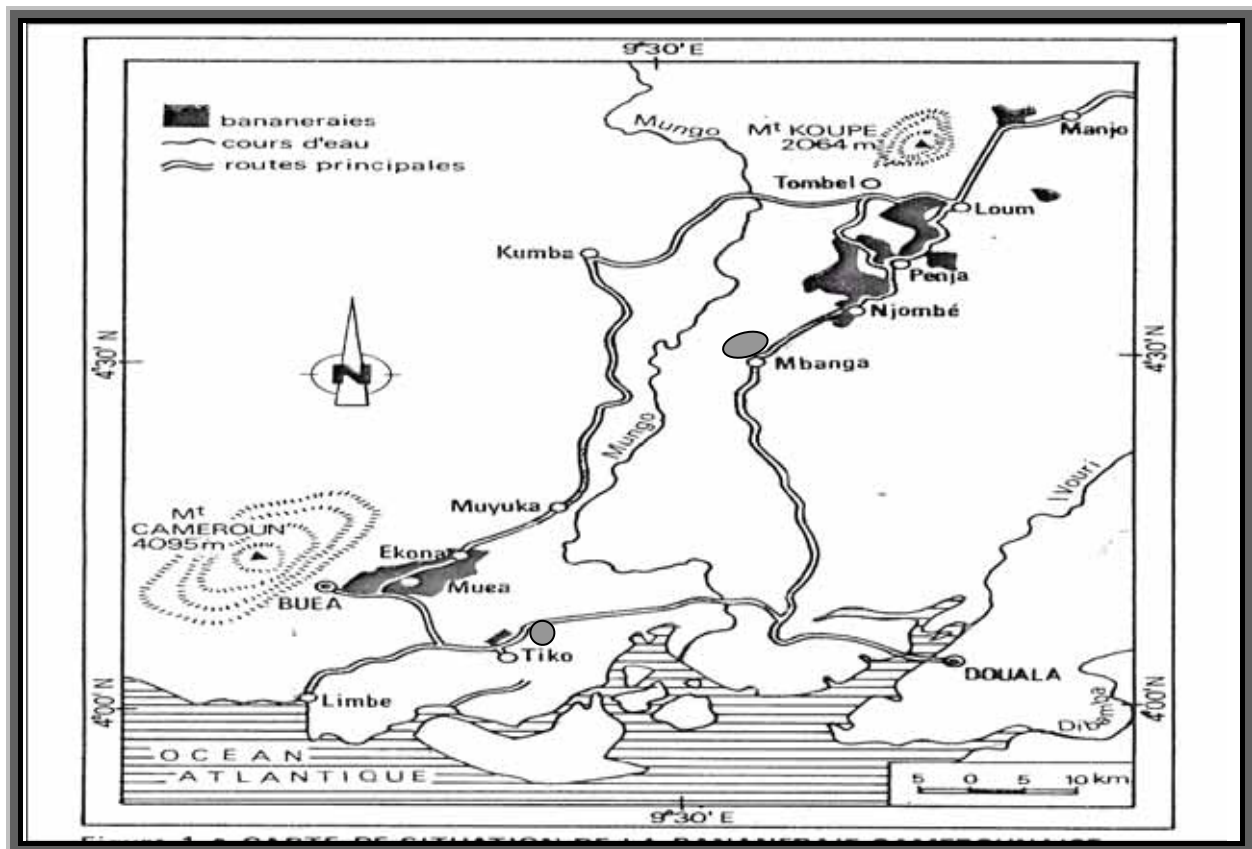 9°30'E
bananeraies
cours d'eau
routes principales
Mungo
Mt KOUPE
2064 m
Manjo
Tombel
Loum
Kumba
Penja
Njombé
4°30'N
4°30'N
Mbanga
Mungo
Wouri
Mt
CAMEROUN
4095m
Muyuka
Ekona
Muea
BUEA
Tiko
DOUALA
Limbe
4°00'N
4°00'N
Dibamba
OCEAN
ATLANTIQUE
5 0 5 10 km
9°30'E
N